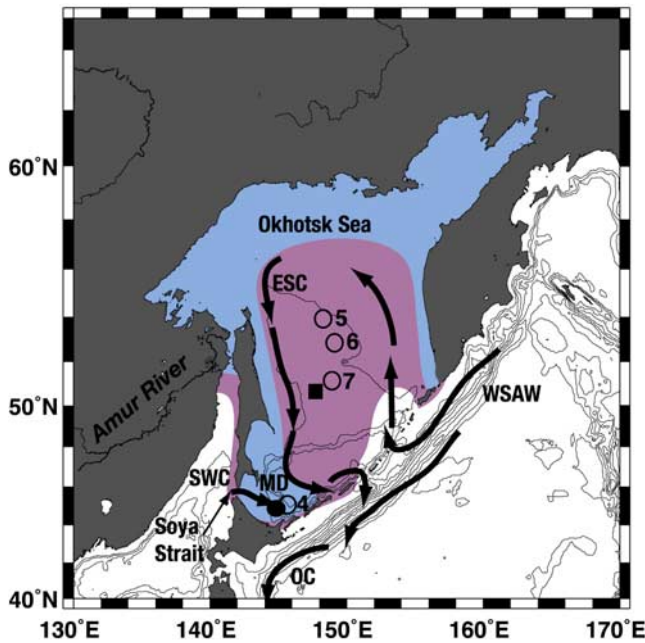 60˚N
Okhotsk Sea
ESC
5
6
7
50˚N
Amur River
WSAW
SWC
MD
4
Soya
Strait
OC
40˚N
130˚E 140˚E 150˚E 160˚E 170˚E